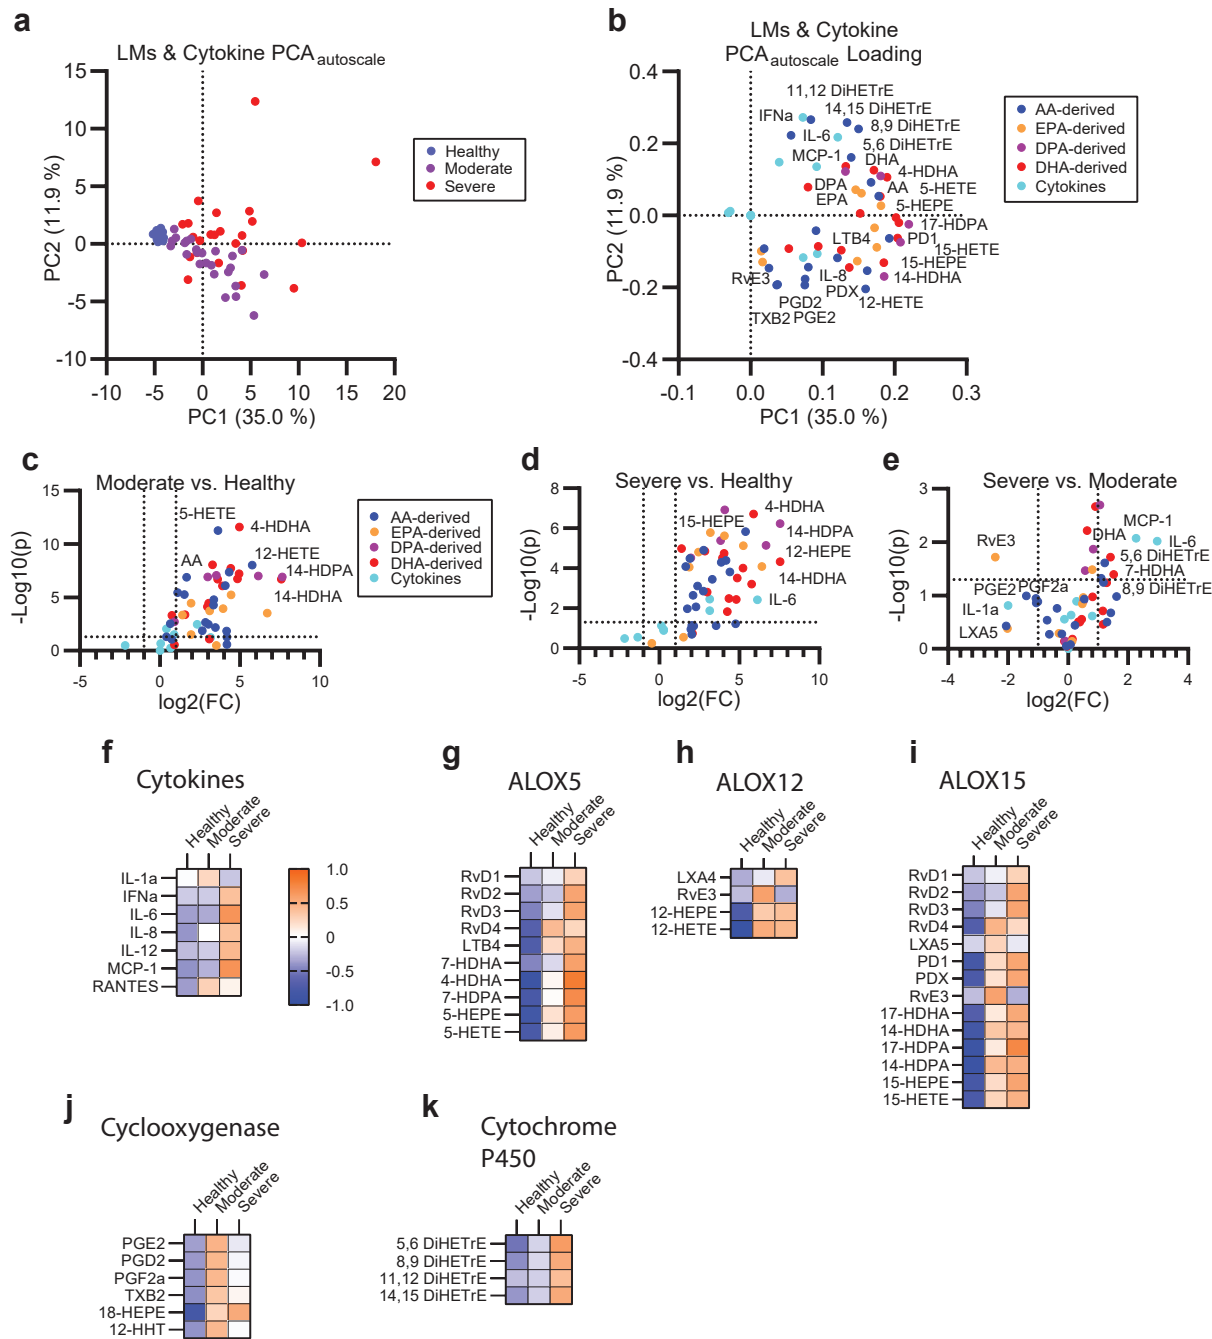 a
LMs & Cytokine PCA autoscale
15
10
5
0
-5
-10
-10
-5
0
5
10
15
20
PC2 (11.9 %)
PC1 (35.0 %)
Healthy
Moderate
Severe
b
LMs & Cytokine
PCA autoscale Loading
0.4
0.2
0.0
-0.2
-0.4
-0.1
0.0
0.1
0.2
0.3
PC2 (11.9 %)
PC1 (35.0 %)
11,12 DiHETrE
IFNa
14,15 DiHETrE
IL-6
8,9 DiHETrE
5,6 DiHETrE
MCP-1
DHA
4-HDHA
DPA
AA
5-HETE
EPA
5-HEPE
17-HDPA
LTB4
PD1
15-HETE
15-HEPE
RvE3
IL-8
14-HDHA
PDX
PGD2
12-HETE
TXB2
PGE2
AA-derived
EPA-derived
DPA-derived
DHA-derived
Cytokines
c
Moderate vs. Healthy
15
10
5
0
-5
0
5
10
-Log10(p)
log2(FC)
5-HETE
4-HDHA
AA
12-HETE
14-HDPA
14-HDHA
AA-derived
EPA-derived
DPA-derived
DHA-derived
Cytokines
d
Severe vs. Healthy
8
6
4
2
0
-5
0
5
10
-Log10(p)
log2(FC)
4-HDHA
15-HEPE
14-HDPA
12-HEPE
14-HDHA
IL-6
e
Severe vs. Moderate
3
2
1
0
-4
-2
0
2
4
-Log10(p)
log2(FC)
MCP-1
RvE3
DHA
IL-6
5,6 DiHETrE
7-HDHA
PGE2
PGF2a
8,9 DiHETrE
IL-1a
LXA5
f
Cytokines
Healthy
Moderate
Severe
IL-1a
IFNa
IL-6
IL-8
IL-12
MCP-1
RANTES
1.0
0.5
0.0
-0.5
-1.0
g
ALOX5
Healthy
Moderate
Severe
RvD1
RvD2
RvD3
RvD4
LTB4
7-HDHA
4-HDHA
7-HDPA
5-HEPE
5-HETE
h
ALOX12
Healthy
Moderate
Severe
LXA4
RvE3
12-HEPE
12-HETE
i
ALOX15
Healthy
Moderate
Severe
RvD1
RvD2
RvD3
RvD4
LXA5
PD1
PDX
RvE3
17-HDHA
14-HDHA
17-HDPA
14-HDPA
15-HEPE
15-HETE
j
Cyclooxygenase
Healthy
Moderate
Severe
PGE2
PGD2
PGF2a
TXB2
18-HEPE
12-HHT
k
Cytochrome
P450
Healthy
Moderate
Severe
5,6 DiHETrE
8,9 DiHETrE
11,12 DiHETrE
14,15 DiHETrE